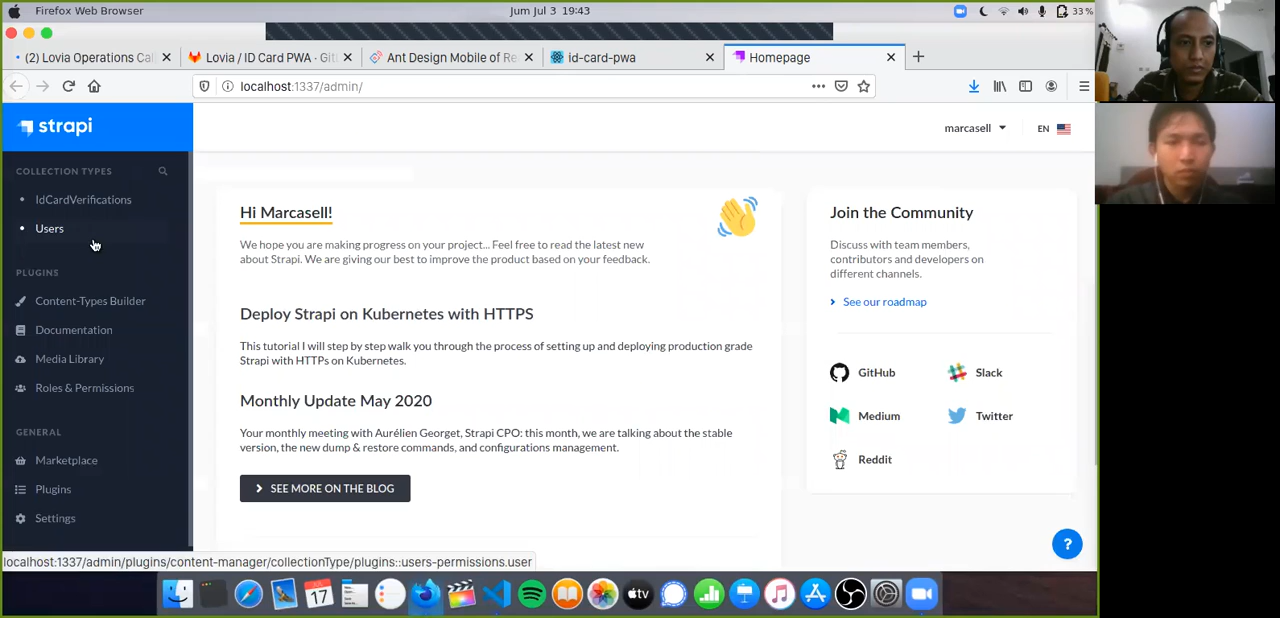 Firefox Web Browser
Jum Jul 3 19:43
33%
(2) Lovia Operations Cal
Lovia / ID Card PWA · Git
Ant Design Mobile of Re
id-card-pwa
Homepage
localhost:1337/admin/
strapi
marcasell
EN
COLLECTION TYPES
IdCardVerifications
Users
PLUGINS
Content-Types Builder
Documentation
Media Library
Roles & Permissions
GENERAL
Marketplace
Plugins
Settings
Hi Marcasell!
We hope you are making progress on your project... Feel free to read the latest new
about Strapi. We are giving our best to improve the product based on your feedback.
Deploy Strapi on Kubernetes with HTTPS
This tutorial I will step by step walk you through the process of setting up and deploying production grade
Strapi with HTTPs on Kubernetes.
Monthly Update May 2020
Your monthly meeting with Aurélien Georget, Strapi CPO: this month, we are talking about the stable
version, the new dump & restore commands, and configurations management.
SEE MORE ON THE BLOG
Join the Community
Discuss with team members,
contributors and developers on
different channels.
See our roadmap
GitHub
Slack
Medium
Twitter
Reddit
?
localhost:1337/admin/plugins/content-manager/collectionType/plugins::users-permissions.user
17
tv